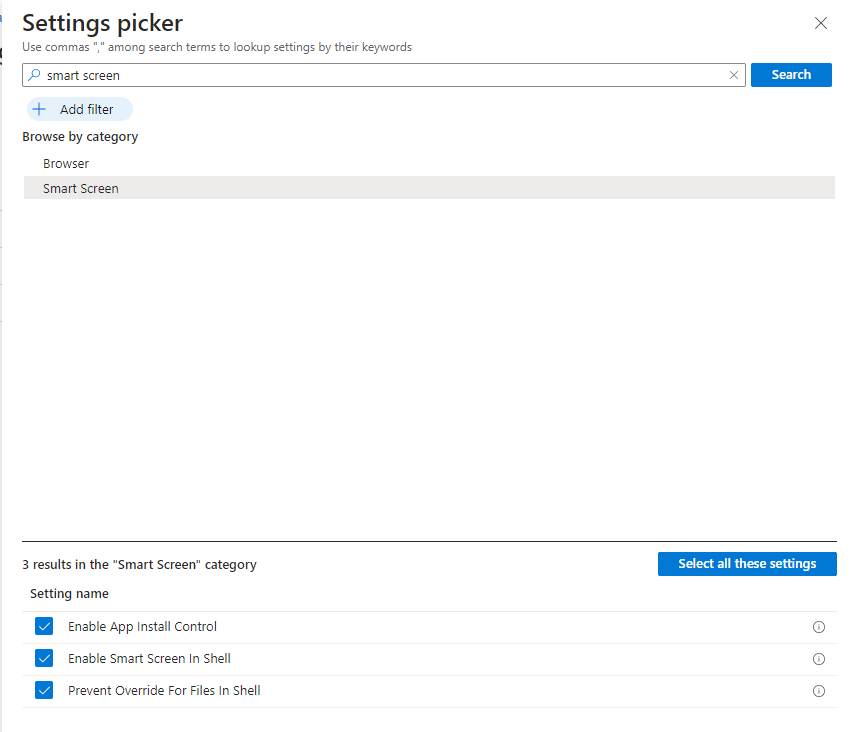 Settings picker
Use commas "," among search terms to lookup settings by their keywords
smart screen
Search
Add filter
Browse by category
Browser
Smart Screen
3 results in the "Smart Screen" category
Select all these settings
Setting name
Enable App Install Control
Enable Smart Screen In Shell
Prevent Override For Files In Shell